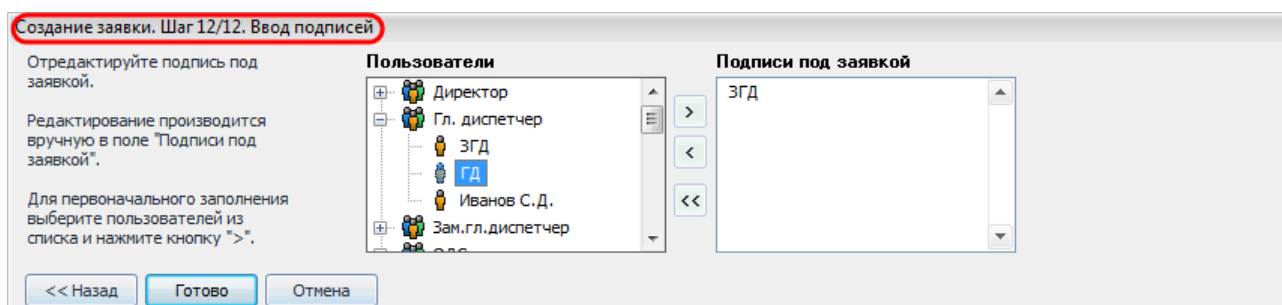 Создание заявки. Шаг 12/12. Ввод подписей
Отредактируйте подпись под
заявкой.
Редактирование производится
вручную в поле "Подписи под
заявкой".
Для первоначального заполнения
выберите пользователей из
списка и нажмите кнопку ">".
Пользователи
Директор
Гл. диспетчер
ЗГД
ГД
Иванов С.Д.
Зам.гл.диспетчер
>
<
<<
Подписи под заявкой
ЗГД
<< Назад
Готово
Отмена